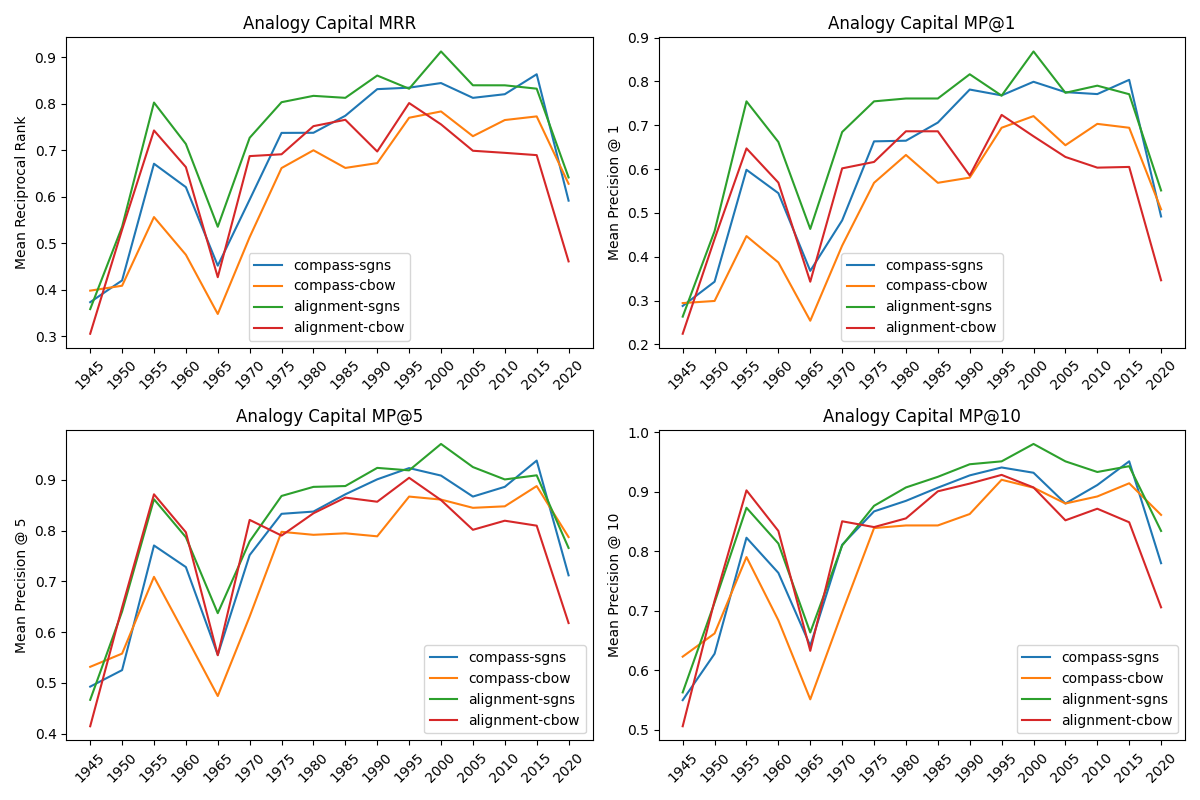 Analogy Capital MRR
Mean Reciprocal Rank
0.9
0.8
0.7
0.6
0.5
0.4
0.3
compass-sgns
compass-cbow
alignment-sgns
alignment-cbow
1945 1950 1955 1960 1965 1970 1975 1980 1985 1990 1995 2000 2005 2010 2015 2020
Analogy Capital MP@1
Mean Precision @ 1
0.9
0.8
0.7
0.6
0.5
0.4
0.3
0.2
compass-sgns
compass-cbow
alignment-sgns
alignment-cbow
1945 1950 1955 1960 1965 1970 1975 1980 1985 1990 1995 2000 2005 2010 2015 2020
Analogy Capital MP@5
Mean Precision @ 5
0.9
0.8
0.7
0.6
0.5
0.4
compass-sgns
compass-cbow
alignment-sgns
alignment-cbow
1945 1950 1955 1960 1965 1970 1975 1980 1985 1990 1995 2000 2005 2010 2015 2020
Analogy Capital MP@10
Mean Precision @ 10
1.0
0.9
0.8
0.7
0.6
0.5
compass-sgns
compass-cbow
alignment-sgns
alignment-cbow
1945 1950 1955 1960 1965 1970 1975 1980 1985 1990 1995 2000 2005 2010 2015 2020